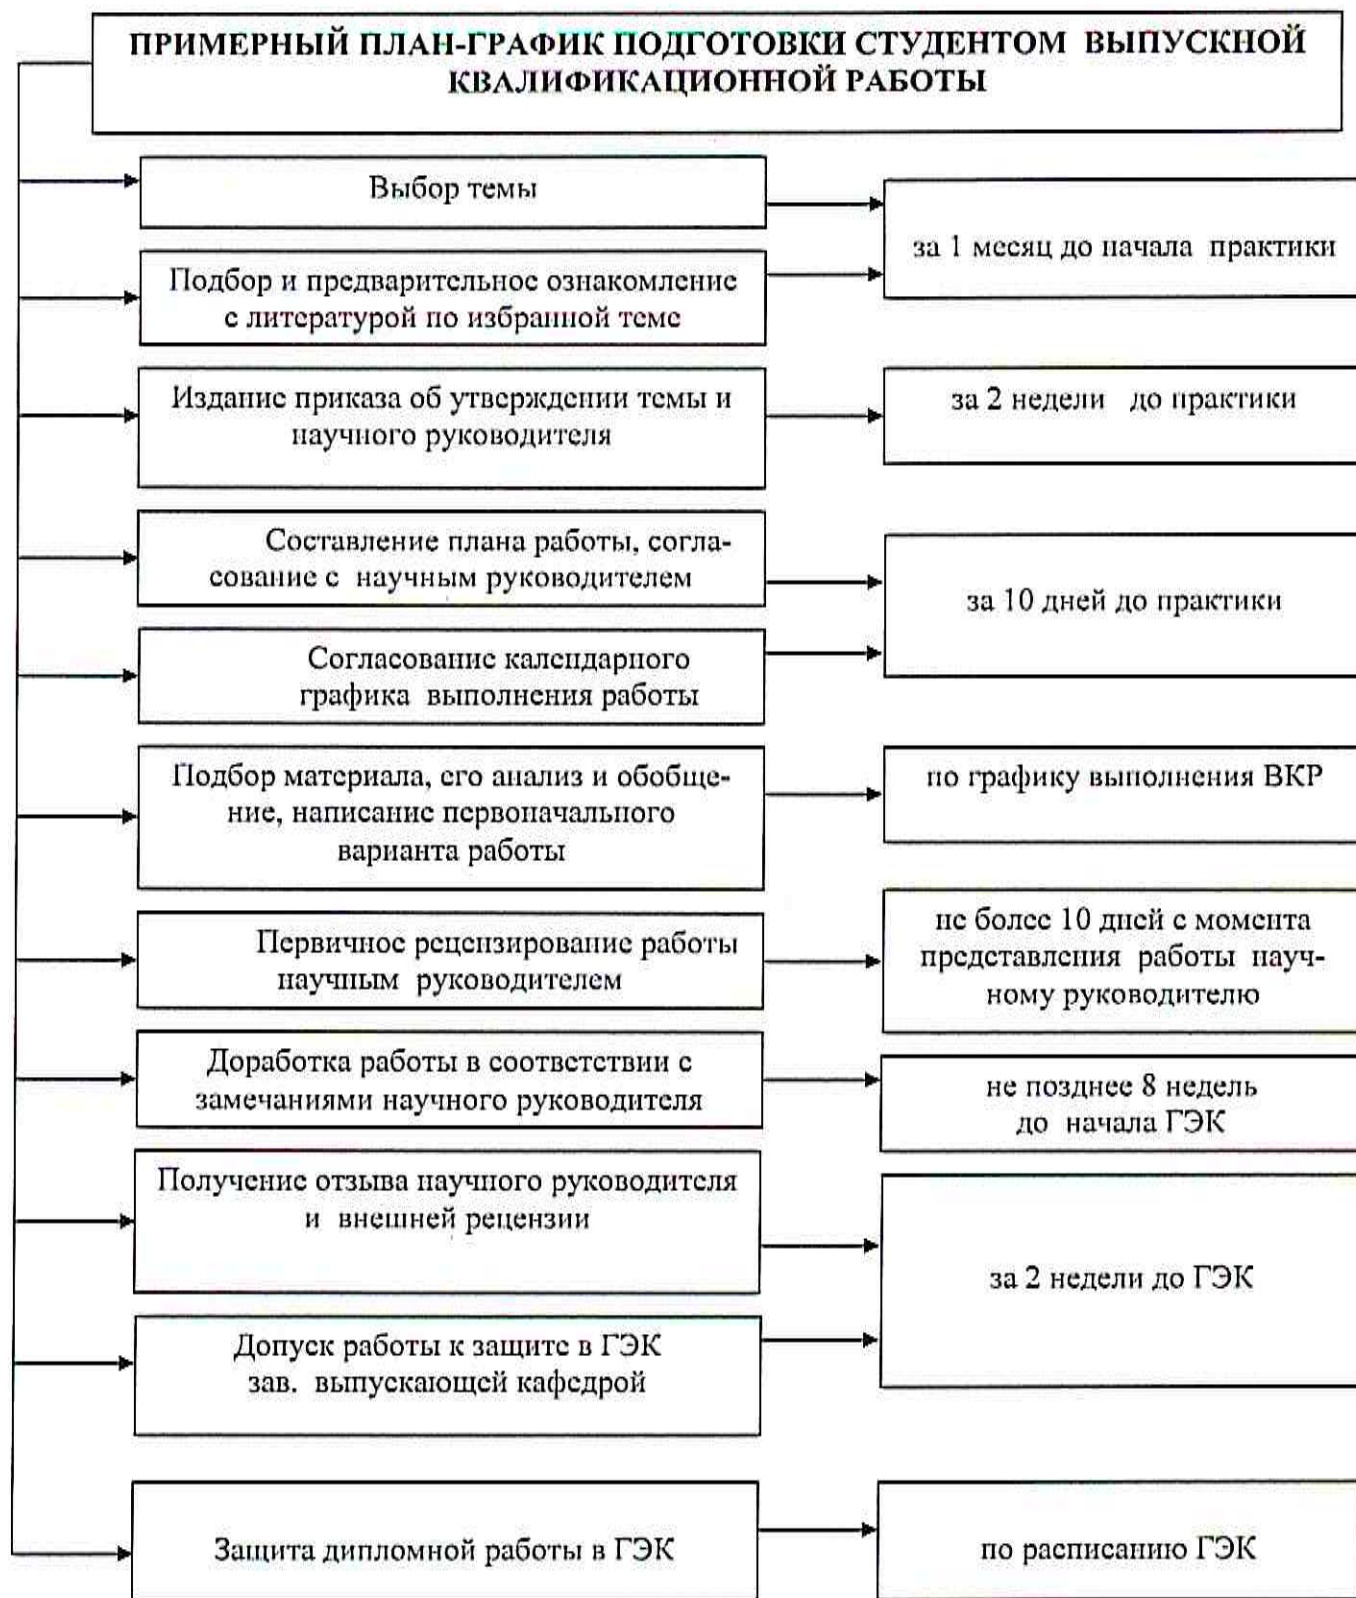 ПРИМЕРНЫЙ ПЛАН-ГРАФИК ПОДГОТОВКИ СТУДЕНТОМ ВЫПУСКНОЙ
КВАЛИФИКАЦИОННОЙ РАБОТЫ
Выбор темы
Подбор и предварительное ознакомление
с литературой по избранной теме
за 1 месяц до начала практики
Издание приказа об утверждении темы и
научного руководителя
за 2 недели до практики
Составление плана работы, согла-
сование с научным руководителем
Согласование календарного
графика выполнения работы
за 10 дней до практики
Подбор материала, его анализ и обобще-
ние, написание первоначального
варианта работы
по графику выполнения ВКР
Первичное рецензирование работы
научным руководителем
не более 10 дней с момента
представления работы науч-
ному руководителю
Доработка работы в соответствии с
замечаниями научного руководителя
не позднее 8 недель
до начала ГЭК
Получение отзыва научного руководителя
и внешней рецензии
Допуск работы к защите в ГЭК
зав. выпускающей кафедрой
за 2 недели до ГЭК
Защита дипломной работы в ГЭК
по расписанию ГЭК